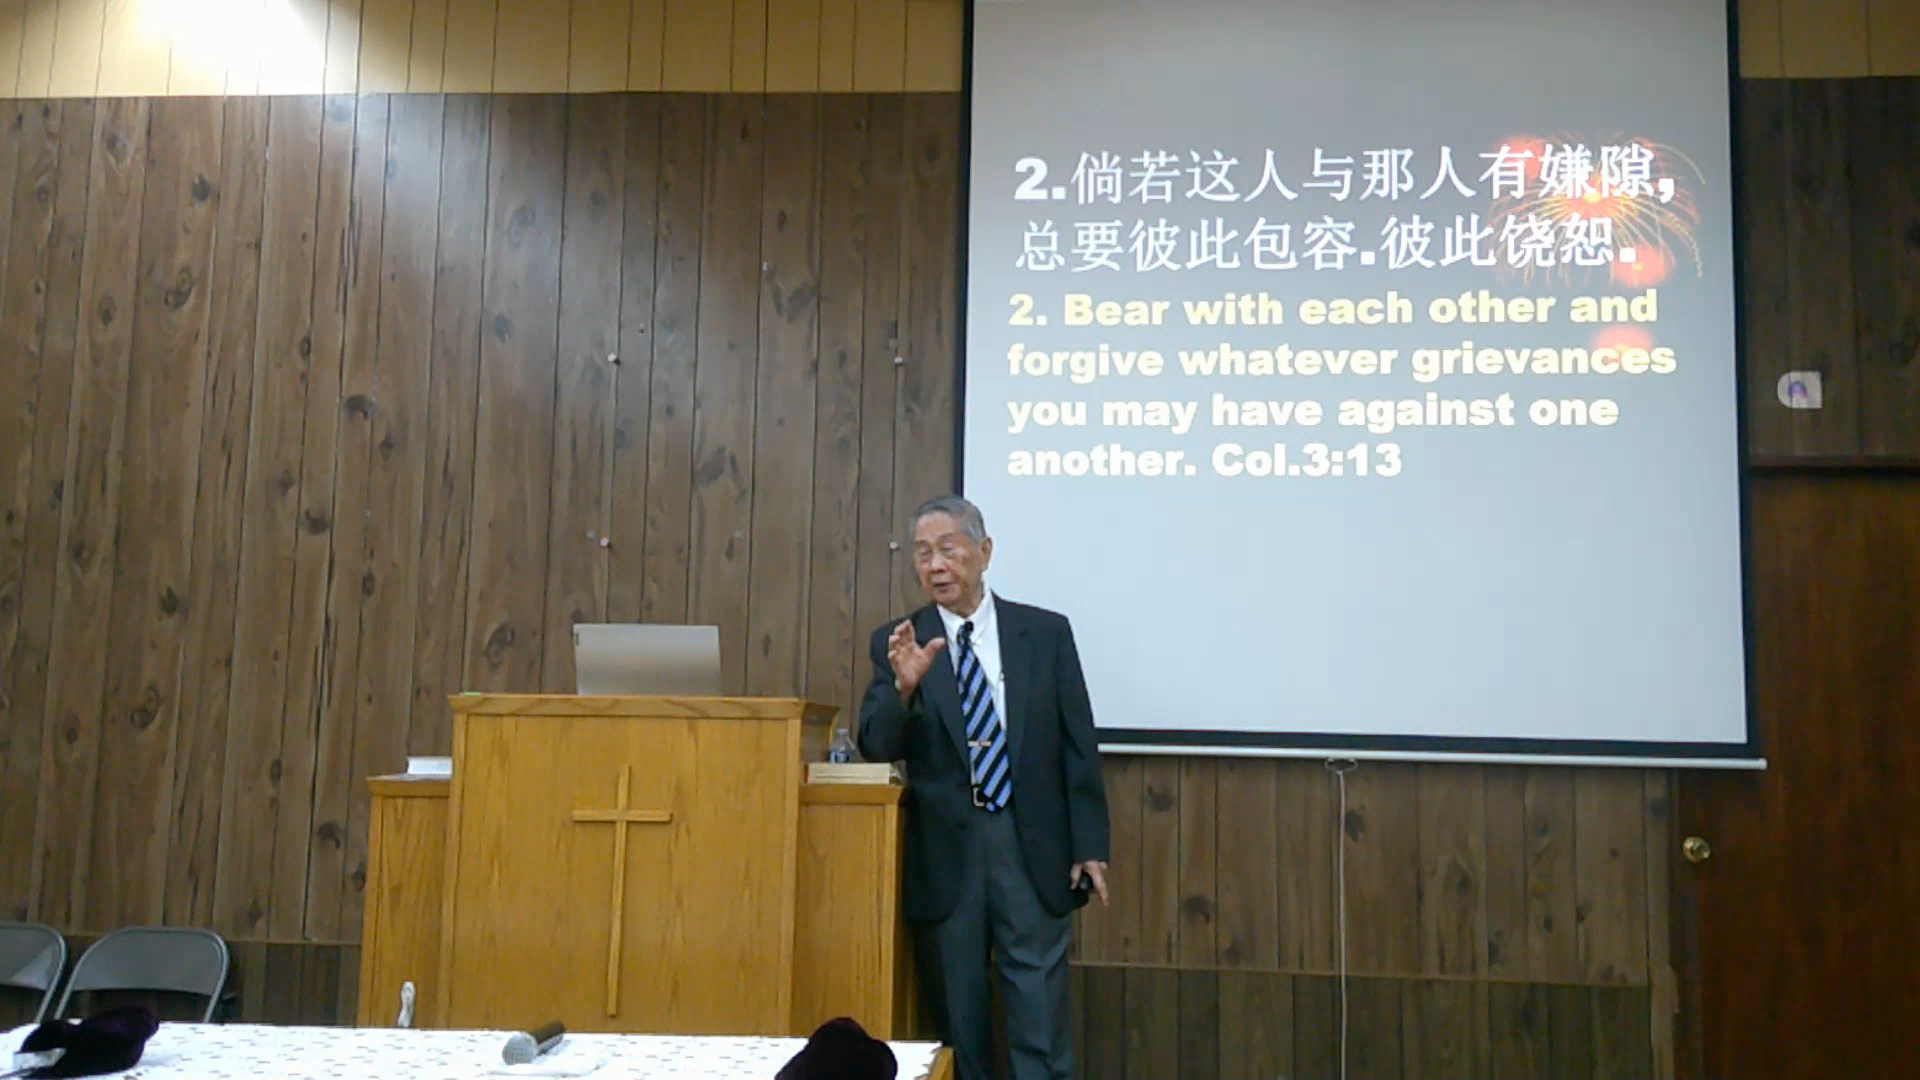 2.倘若这人与那人有嫌隙,
总要彼此包容.彼此饶恕.
2. Bear with each other and
forgive whatever grievances
you may have against one
another. Col.3:13